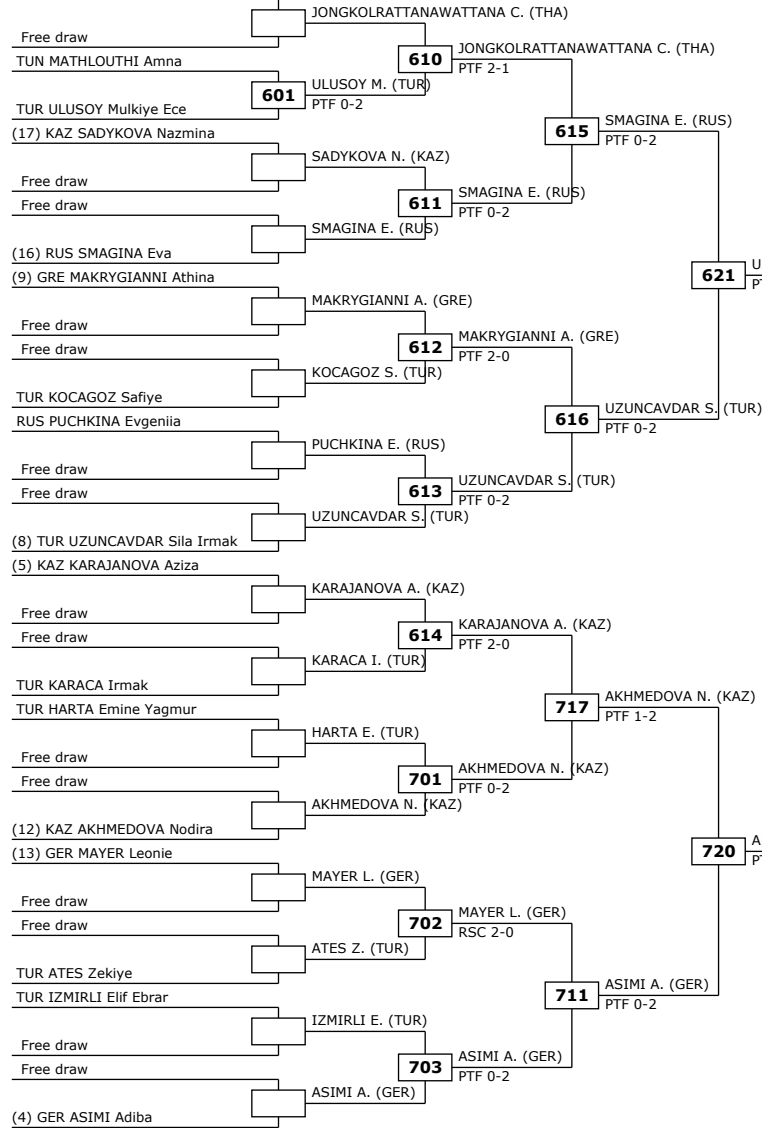 JONGKOLRATTANAWATTANA C. (THA)
Free draw
610
JONGKOLRATTANAWATTANA C. (THA)
PTF 2-1
TUN MATHLOUTHI Amna
601
ULUSOY M. (TUR)
PTF 0-2
TUR ULUSOY Mulkiye Ece
615
SMAGINA E. (RUS)
PTF 0-2
(17) KAZ SADYKOVA Nazmina
SADYKOVA N. (KAZ)
Free draw
611
SMAGINA E. (RUS)
PTF 0-2
Free draw
SMAGINA E. (RUS)
(16) RUS SMAGINA Eva
621
U
(9) GRE MAKRYGIANNI Athina
MAKRYGIANNI A. (GRE)
Free draw
612
MAKRYGIANNI A. (GRE)
PTF 2-0
Free draw
KOCAGOZ S. (TUR)
TUR KOCAGOZ Safiye
616
UZUNCAVDAR S. (TUR)
PTF 0-2
RUS PUCHKINA Evgeniia
PUCHKINA E. (RUS)
Free draw
613
UZUNCAVDAR S. (TUR)
PTF 0-2
Free draw
UZUNCAVDAR S. (TUR)
(8) TUR UZUNCAVDAR Sila Irmak
(5) KAZ KARAJANOVA Aziza
KARAJANOVA A. (KAZ)
Free draw
614
KARAJANOVA A. (KAZ)
PTF 2-0
Free draw
KARACA I. (TUR)
TUR KARACA Irmak
717
AKHMEDOVA N. (KAZ)
PTF 1-2
TUR HARTA Emine Yagmur
HARTA E. (TUR)
Free draw
701
AKHMEDOVA N. (KAZ)
PTF 0-2
Free draw
AKHMEDOVA N. (KAZ)
(12) KAZ AKHMEDOVA Nodira
720
A
(13) GER MAYER Leonie
MAYER L. (GER)
Free draw
702
MAYER L. (GER)
RSC 2-0
Free draw
ATES Z. (TUR)
TUR ATES Zekiye
711
ASIMI A. (GER)
PTF 0-2
TUR IZMIRLI Elif Ebrar
IZMIRLI E. (TUR)
Free draw
703
ASIMI A. (GER)
PTF 0-2
Free draw
ASIMI A. (GER)
(4) GER ASIMI Adiba